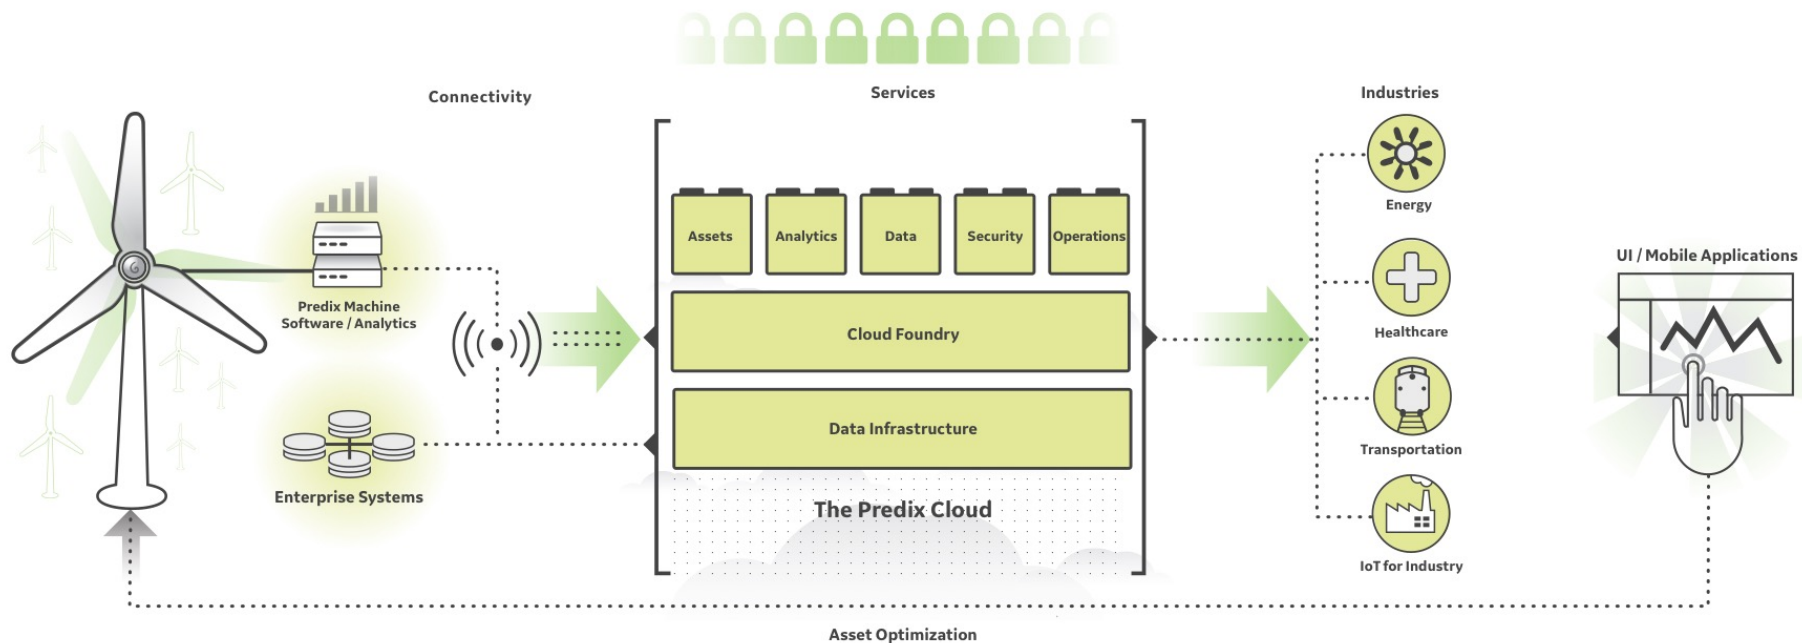 Connectivity
Services
Industries
Predix Machine
Software / Analytics
Enterprise Systems
Assets
Analytics
Data
Security
Operations
Cloud Foundry
Data Infrastructure
The Predix Cloud
Energy
Healthcare
Transportation
IoT for Industry
UI / Mobile Applications
Asset Optimization